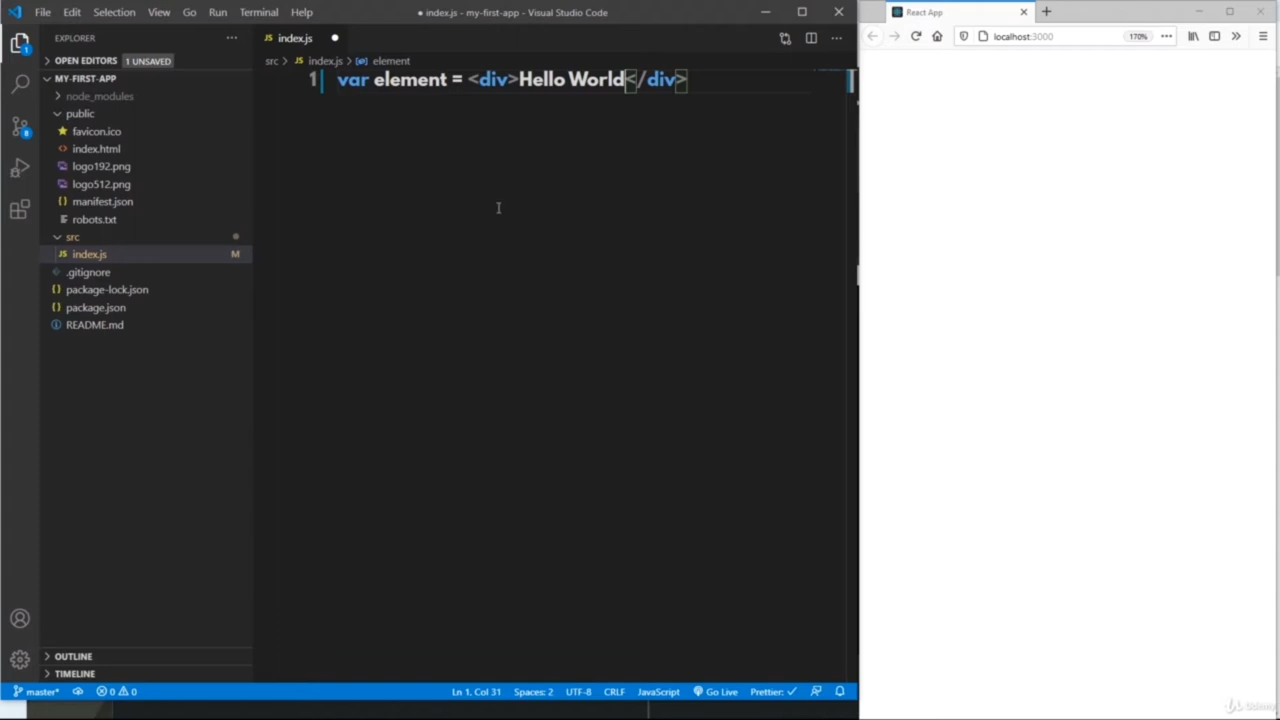 File Edit Selection View Go Run Terminal Help
● index.js - my-first-app - Visual Studio Code
EXPLORER
OPEN EDITORS 1 UNSAVED
MY-FIRST-APP
node_modules
public
favicon.ico
index.html
logo192.png
logo512.png
manifest.json
robots.txt
src
index.js M
.gitignore
package-lock.json
package.json
README.md
OUTLINE
TIMELINE
index.js
src > JS index.js > element
1 var element = <div>Hello World</div>
master* 0 0
Ln 1, Col 31 Spaces: 2 UTF-8 CRLF JavaScript Go Live Prettier: ✓
React App
localhost:3000 170%
Udemy